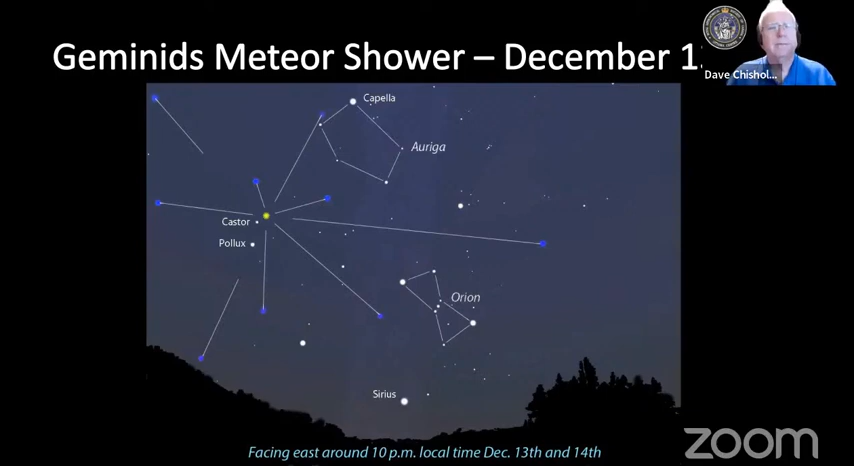 Geminids Meteor Shower – December 1
Dave Chishol...
Capella
Auriga
Castor
Pollux
Orion
Sirius
Facing east around 10 p.m. local time Dec. 13th and 14th
zoom